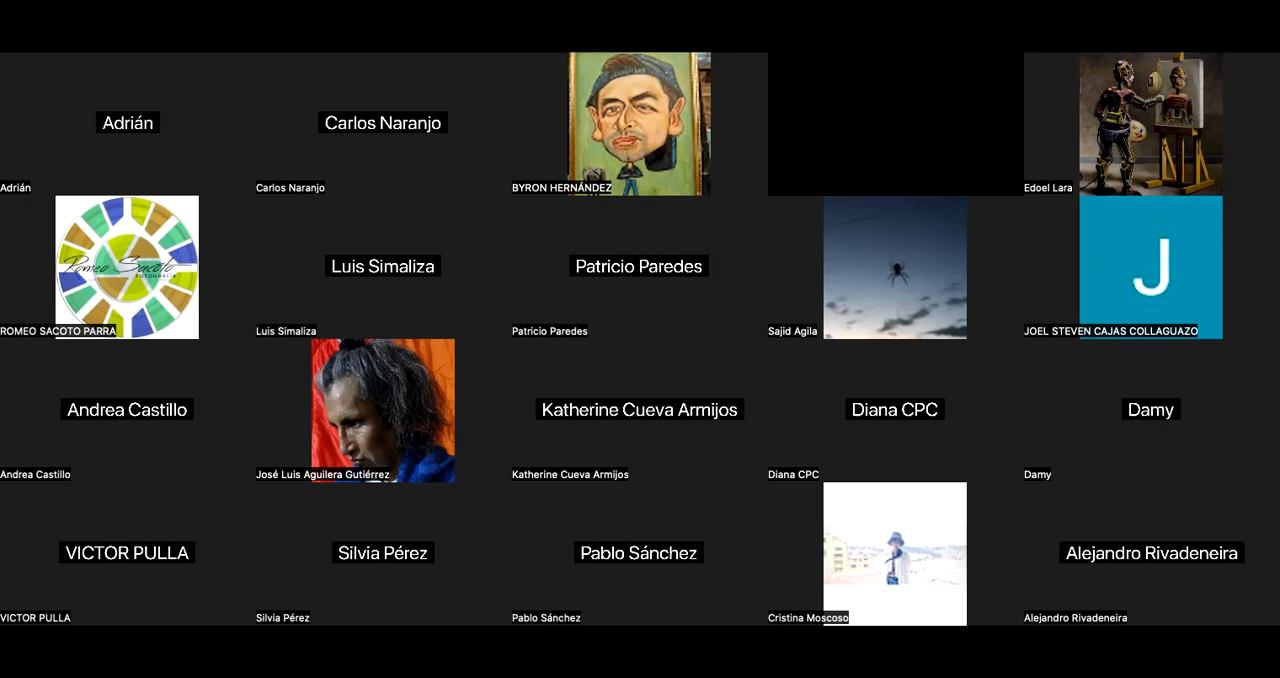 Adrián
Carlos Naranjo
Adrián
Carlos Naranjo
BYRON HERNÁNDEZ
Edoel Lara
Romeo Sacoto
FOTOGRAFÍA
Luis Simaliza
Patricio Paredes
J
ROMEO SACOTO PARRA
Luis Simaliza
Patricio Paredes
Sajid Agila
JOEL STEVEN CAJAS COLLAGUAZO
Andrea Castillo
Katherine Cueva Armijos
Diana CPC
Damy
Andrea Castillo
José Luis Aguilera Gutiérrez
Katherine Cueva Armijos
Diana CPC
Damy
VICTOR PULLA
Silvia Pérez
Pablo Sánchez
Alejandro Rivadeneira
VICTOR PULLA
Silvia Pérez
Pablo Sánchez
Cristina Moscoso
Alejandro Rivadeneira